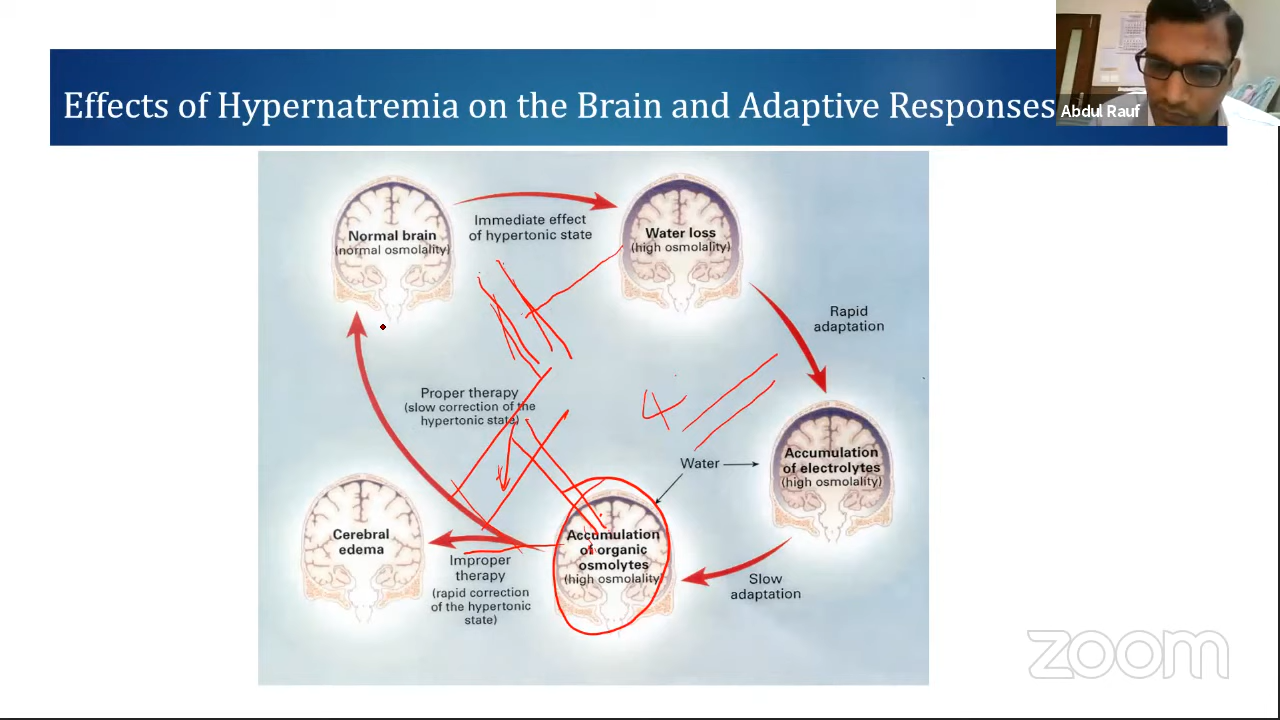 Effects of Hypernatremia on the Brain and Adaptive Responses
Abdul Rauf
Normal brain
(normal osmolality)
Immediate effect
of hypertonic state
Water loss
(high osmolality)
Rapid
adaptation
Proper therapy
(slow correction of the
hypertonic state)
4
Water
Accumulation
of electrolytes
(high osmolality)
Cerebral
edema
Improper
therapy
(rapid correction
of the hypertonic
state)
Accumulation
of organic
osmolytes
(high osmolality)
Slow
adaptation
zoom